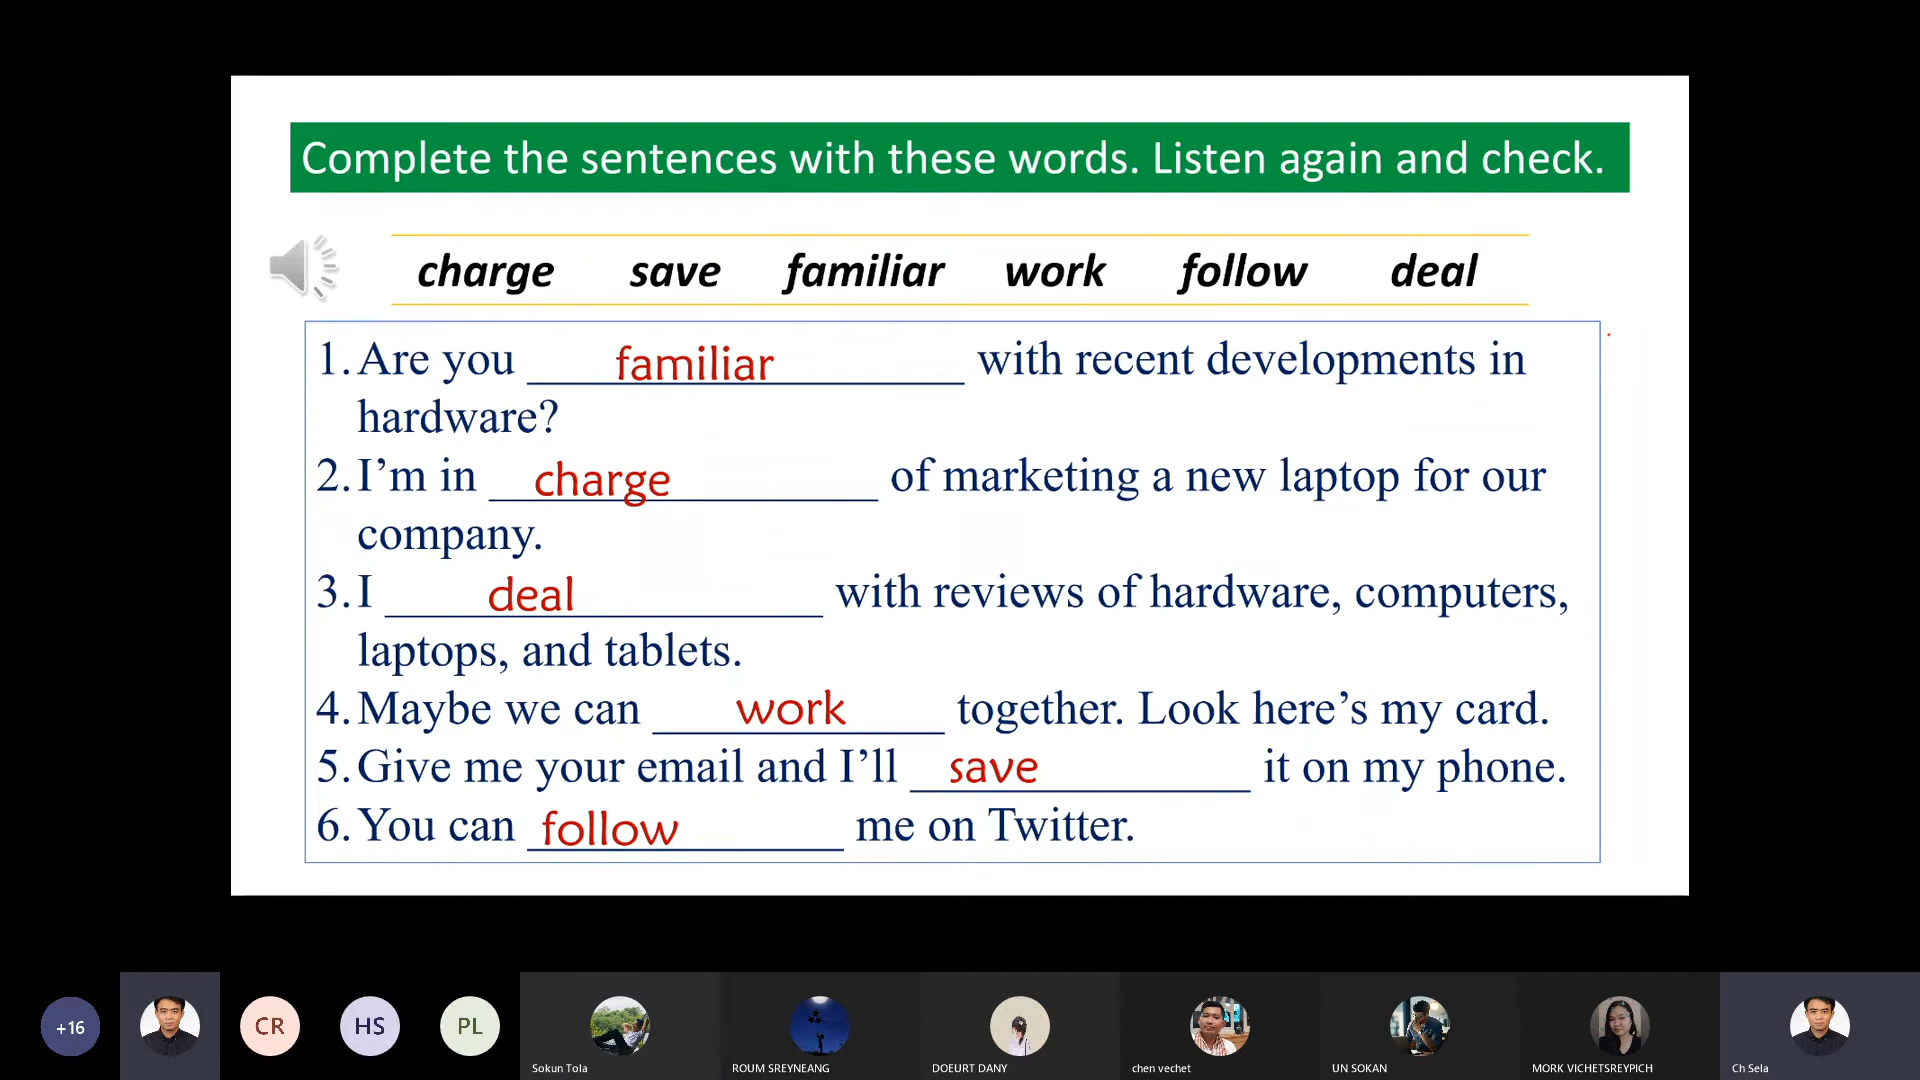 Complete the sentences with these words. Listen again and check.
charge save familiar work follow deal
1. Are you familiar with recent developments in
hardware?
2. I’m in charge of marketing a new laptop for our
company.
3. I deal with reviews of hardware, computers,
laptops, and tablets.
4. Maybe we can work together. Look here’s my card.
5. Give me your email and I’ll save it on my phone.
6. You can follow me on Twitter.
+16 CR HS PL
Sokun Tola ROUM SREYNEANG DOEURT DANY chen vechet UN SOKAN MORK VICHETSREYPICH Ch Sela